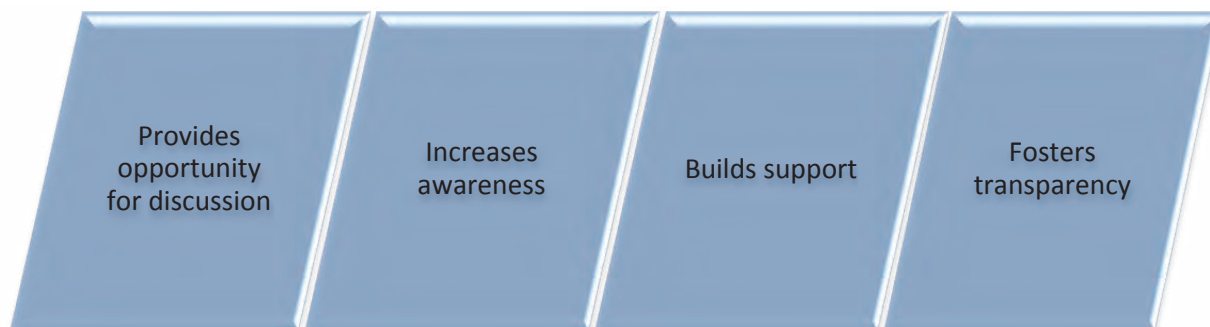 Provides
opportunity
for discussion
Increases
awareness
Builds support
Fosters
transparency